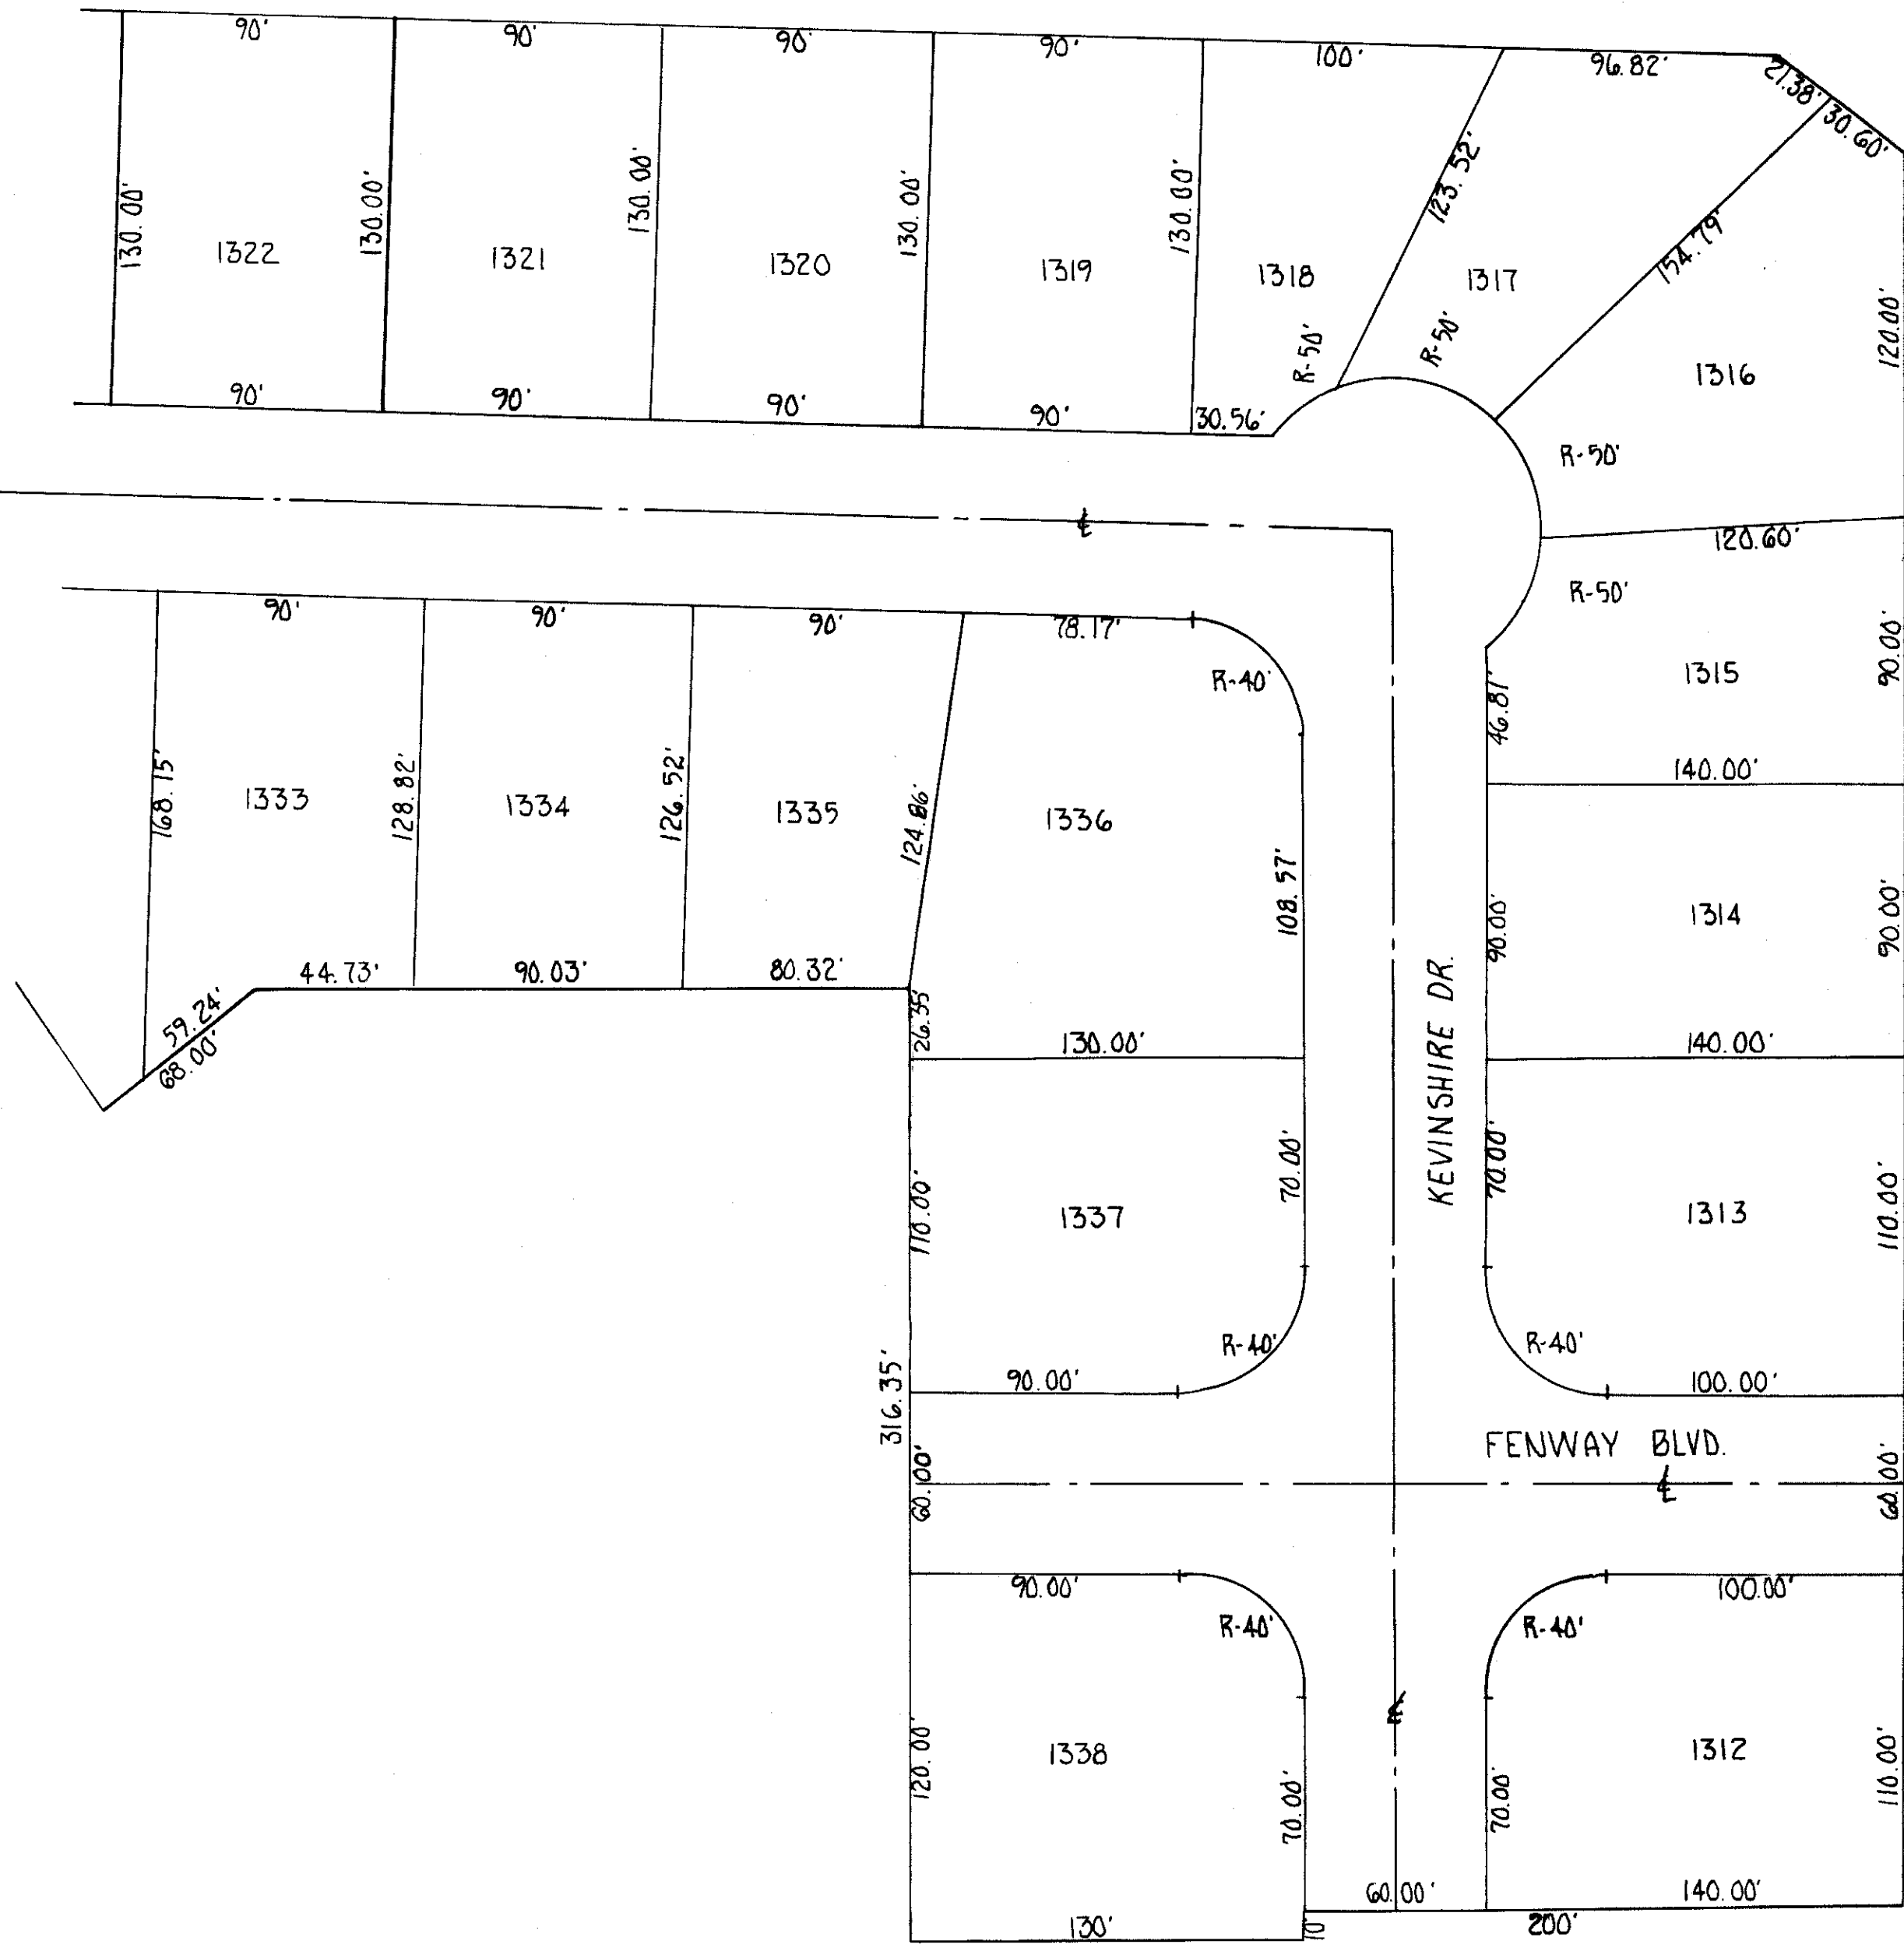 90' 90' 90' 90' 100' 96.82' 21.38' 30.60'
130.00' 130.00' 130.00' 130.00' 130.00' 123.52' 154.79' 120.00'
1322 1321 1320 1319 1318 1317 1316
R-50' R-50' R-50'
90' 90' 90' 90' 30.56'
℄
120.60'
R-50'
90' 90' 90' 78.17'
R-40'
1315
46.81' 90.00'
168.15' 128.82' 126.52' 124.86'
1333 1334 1335 1336
140.00'
108.57' 90.00' 1314 90.00'
44.73' 90.03' 80.32'
59.24'
68.00'
26.35'
130.00' 140.00'
KEVINSHIRE DR.
110.00' 1337 70.00' 70.00' 1313 110.00'
R-40' R-40'
316.35'
90.00' 100.00'
FENWAY BLVD.
60.00' ℄ 60.00'
90.00' 100.00'
R-40' R-40'
℄
120.00' 1338 70.00' 70.00' 1312 110.00'
60.00' 140.00'
130' 10 200'